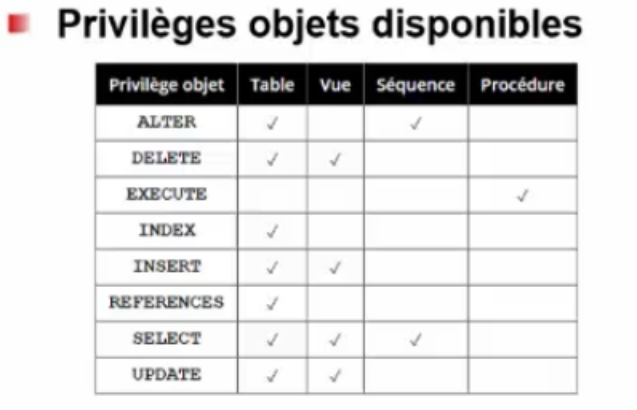 Privilèges objets disponibles
Privilège objet Table Vue Séquence Procédure
ALTER ✓ ✓
DELETE ✓ ✓
EXECUTE ✓
INDEX ✓
INSERT ✓ ✓
REFERENCES ✓
SELECT ✓ ✓ ✓
UPDATE ✓ ✓